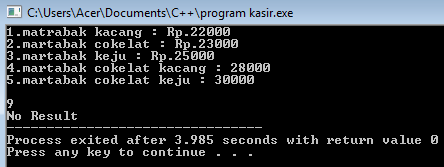 C:\Users\Acer\Documents\C++\program kasir.exe
1.matrabak kacang : Rp.22000
2.martabak cokelat : Rp.23000
3.martabak keju : Rp.25000
4.martabak cokelat kacang : 28000
5.martabak cokelat keju : 30000
9
No Result
--------------------------------
Process exited after 3.985 seconds with return value 0
Press any key to continue . . .